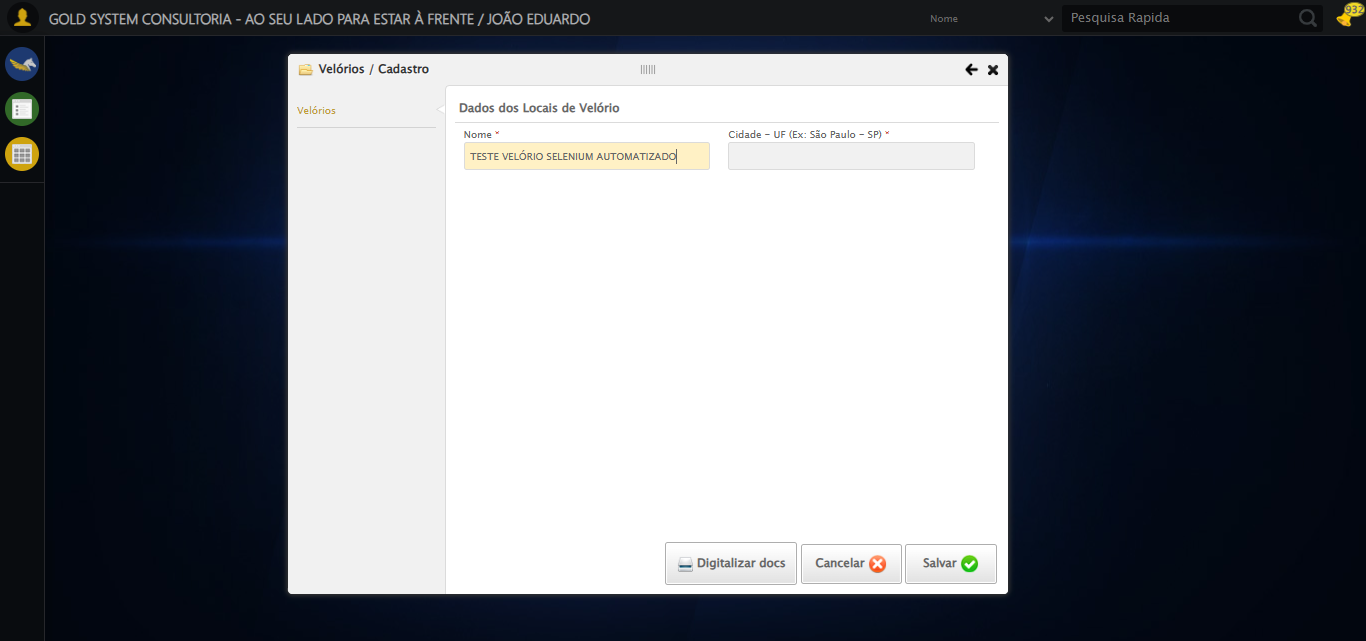 GOLD SYSTEM CONSULTORIA - AO SEU LADO PARA ESTAR À FRENTE / JOÃO EDUARDO
Nome
Pesquisa Rapida
932
Velórios / Cadastro
Velórios
Dados dos Locais de Velório
Nome *
Cidade - UF (Ex: São Paulo - SP) *
TESTE VELÓRIO SELENIUM AUTOMATIZADO
Digitalizar docs
Cancelar
Salvar